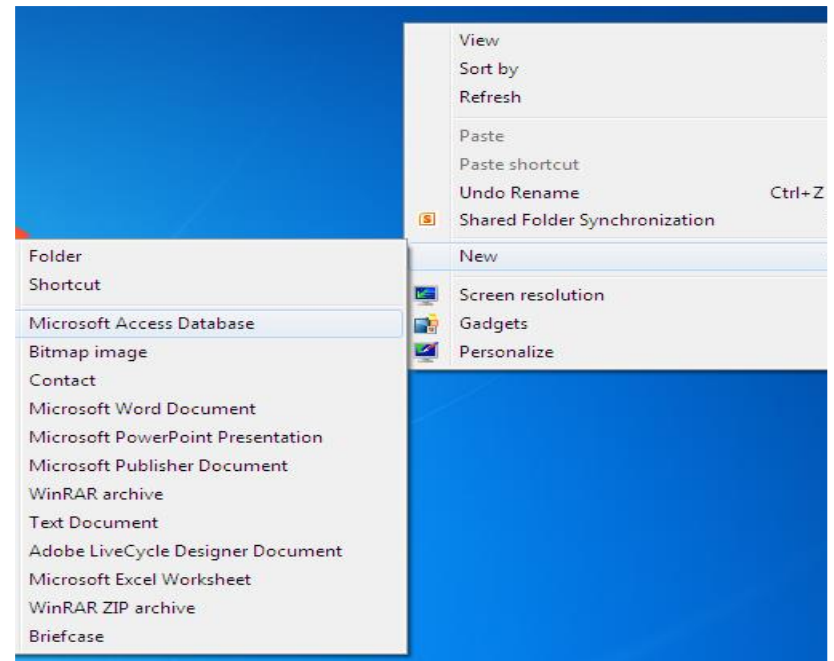 View
Sort by
Refresh
Paste
Paste shortcut
Undo Rename Ctrl+Z
S Shared Folder Synchronization
New
Screen resolution
Gadgets
Personalize
Folder
Shortcut
Microsoft Access Database
Bitmap image
Contact
Microsoft Word Document
Microsoft PowerPoint Presentation
Microsoft Publisher Document
WinRAR archive
Text Document
Adobe LiveCycle Designer Document
Microsoft Excel Worksheet
WinRAR ZIP archive
Briefcase